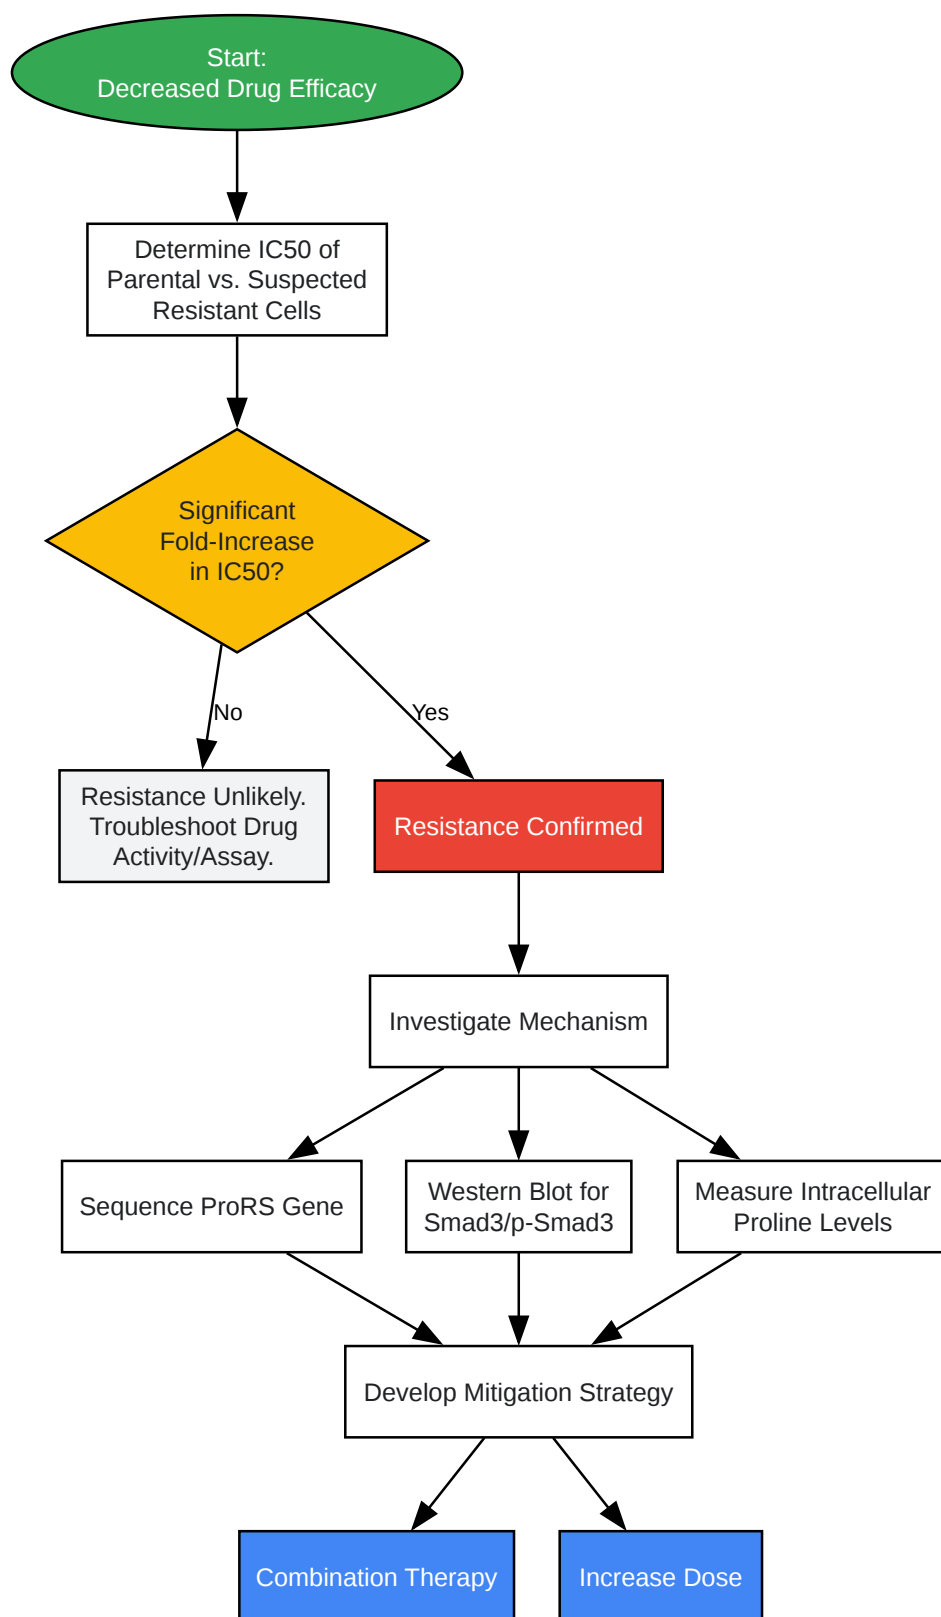 Start:
Decreased Drug Efficacy
Determine IC50 of
Parental vs. Suspected
Resistant Cells
Significant
Fold-Increase
in IC50?
No
Yes
Resistance Unlikely.
Troubleshoot Drug
Activity/Assay.
Resistance Confirmed
Investigate Mechanism
Sequence ProRS Gene
Western Blot for
Smad3/p-Smad3
Measure Intracellular
Proline Levels
Develop Mitigation Strategy
Combination Therapy
Increase Dose